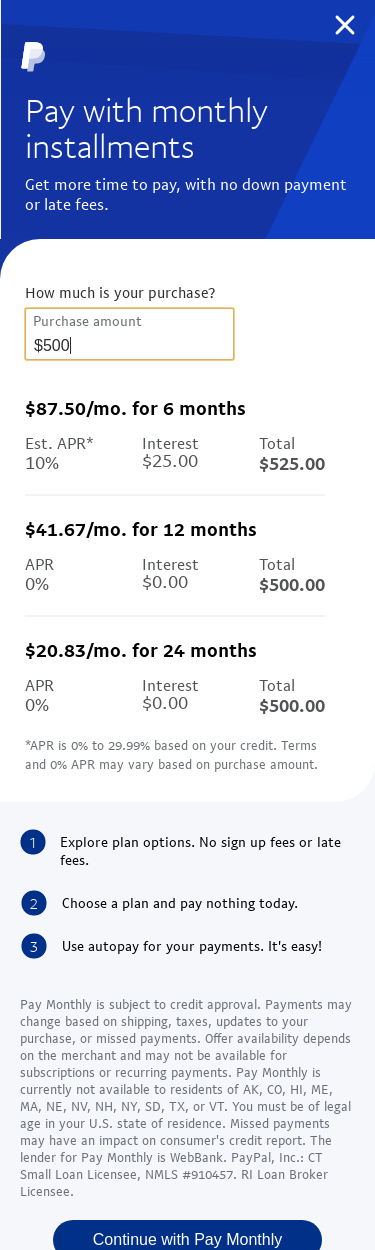 Pay with monthly
installments
Get more time to pay, with no down payment
or late fees.
How much is your purchase?
Purchase amount
$500
$87.50/mo. for 6 months
Est. APR* Interest Total
10% $25.00 $525.00
$41.67/mo. for 12 months
APR Interest Total
0% $0.00 $500.00
$20.83/mo. for 24 months
APR Interest Total
0% $0.00 $500.00
*APR is 0% to 29.99% based on your credit. Terms
and 0% APR may vary based on purchase amount.
1 Explore plan options. No sign up fees or late
fees.
2 Choose a plan and pay nothing today.
3 Use autopay for your payments. It's easy!
Pay Monthly is subject to credit approval. Payments may
change based on shipping, taxes, updates to your
purchase, or missed payments. Offer availability depends
on the merchant and may not be available for
subscriptions or recurring payments. Pay Monthly is
currently not available to residents of AK, CO, HI, ME,
MA, NE, NV, NH, NY, SD, TX, or VT. You must be of legal
age in your U.S. state of residence. Missed payments
may have an impact on consumer's credit report. The
lender for Pay Monthly is WebBank. PayPal, Inc.: CT
Small Loan Licensee, NMLS #910457. RI Loan Broker
Licensee.
Continue with Pay Monthly